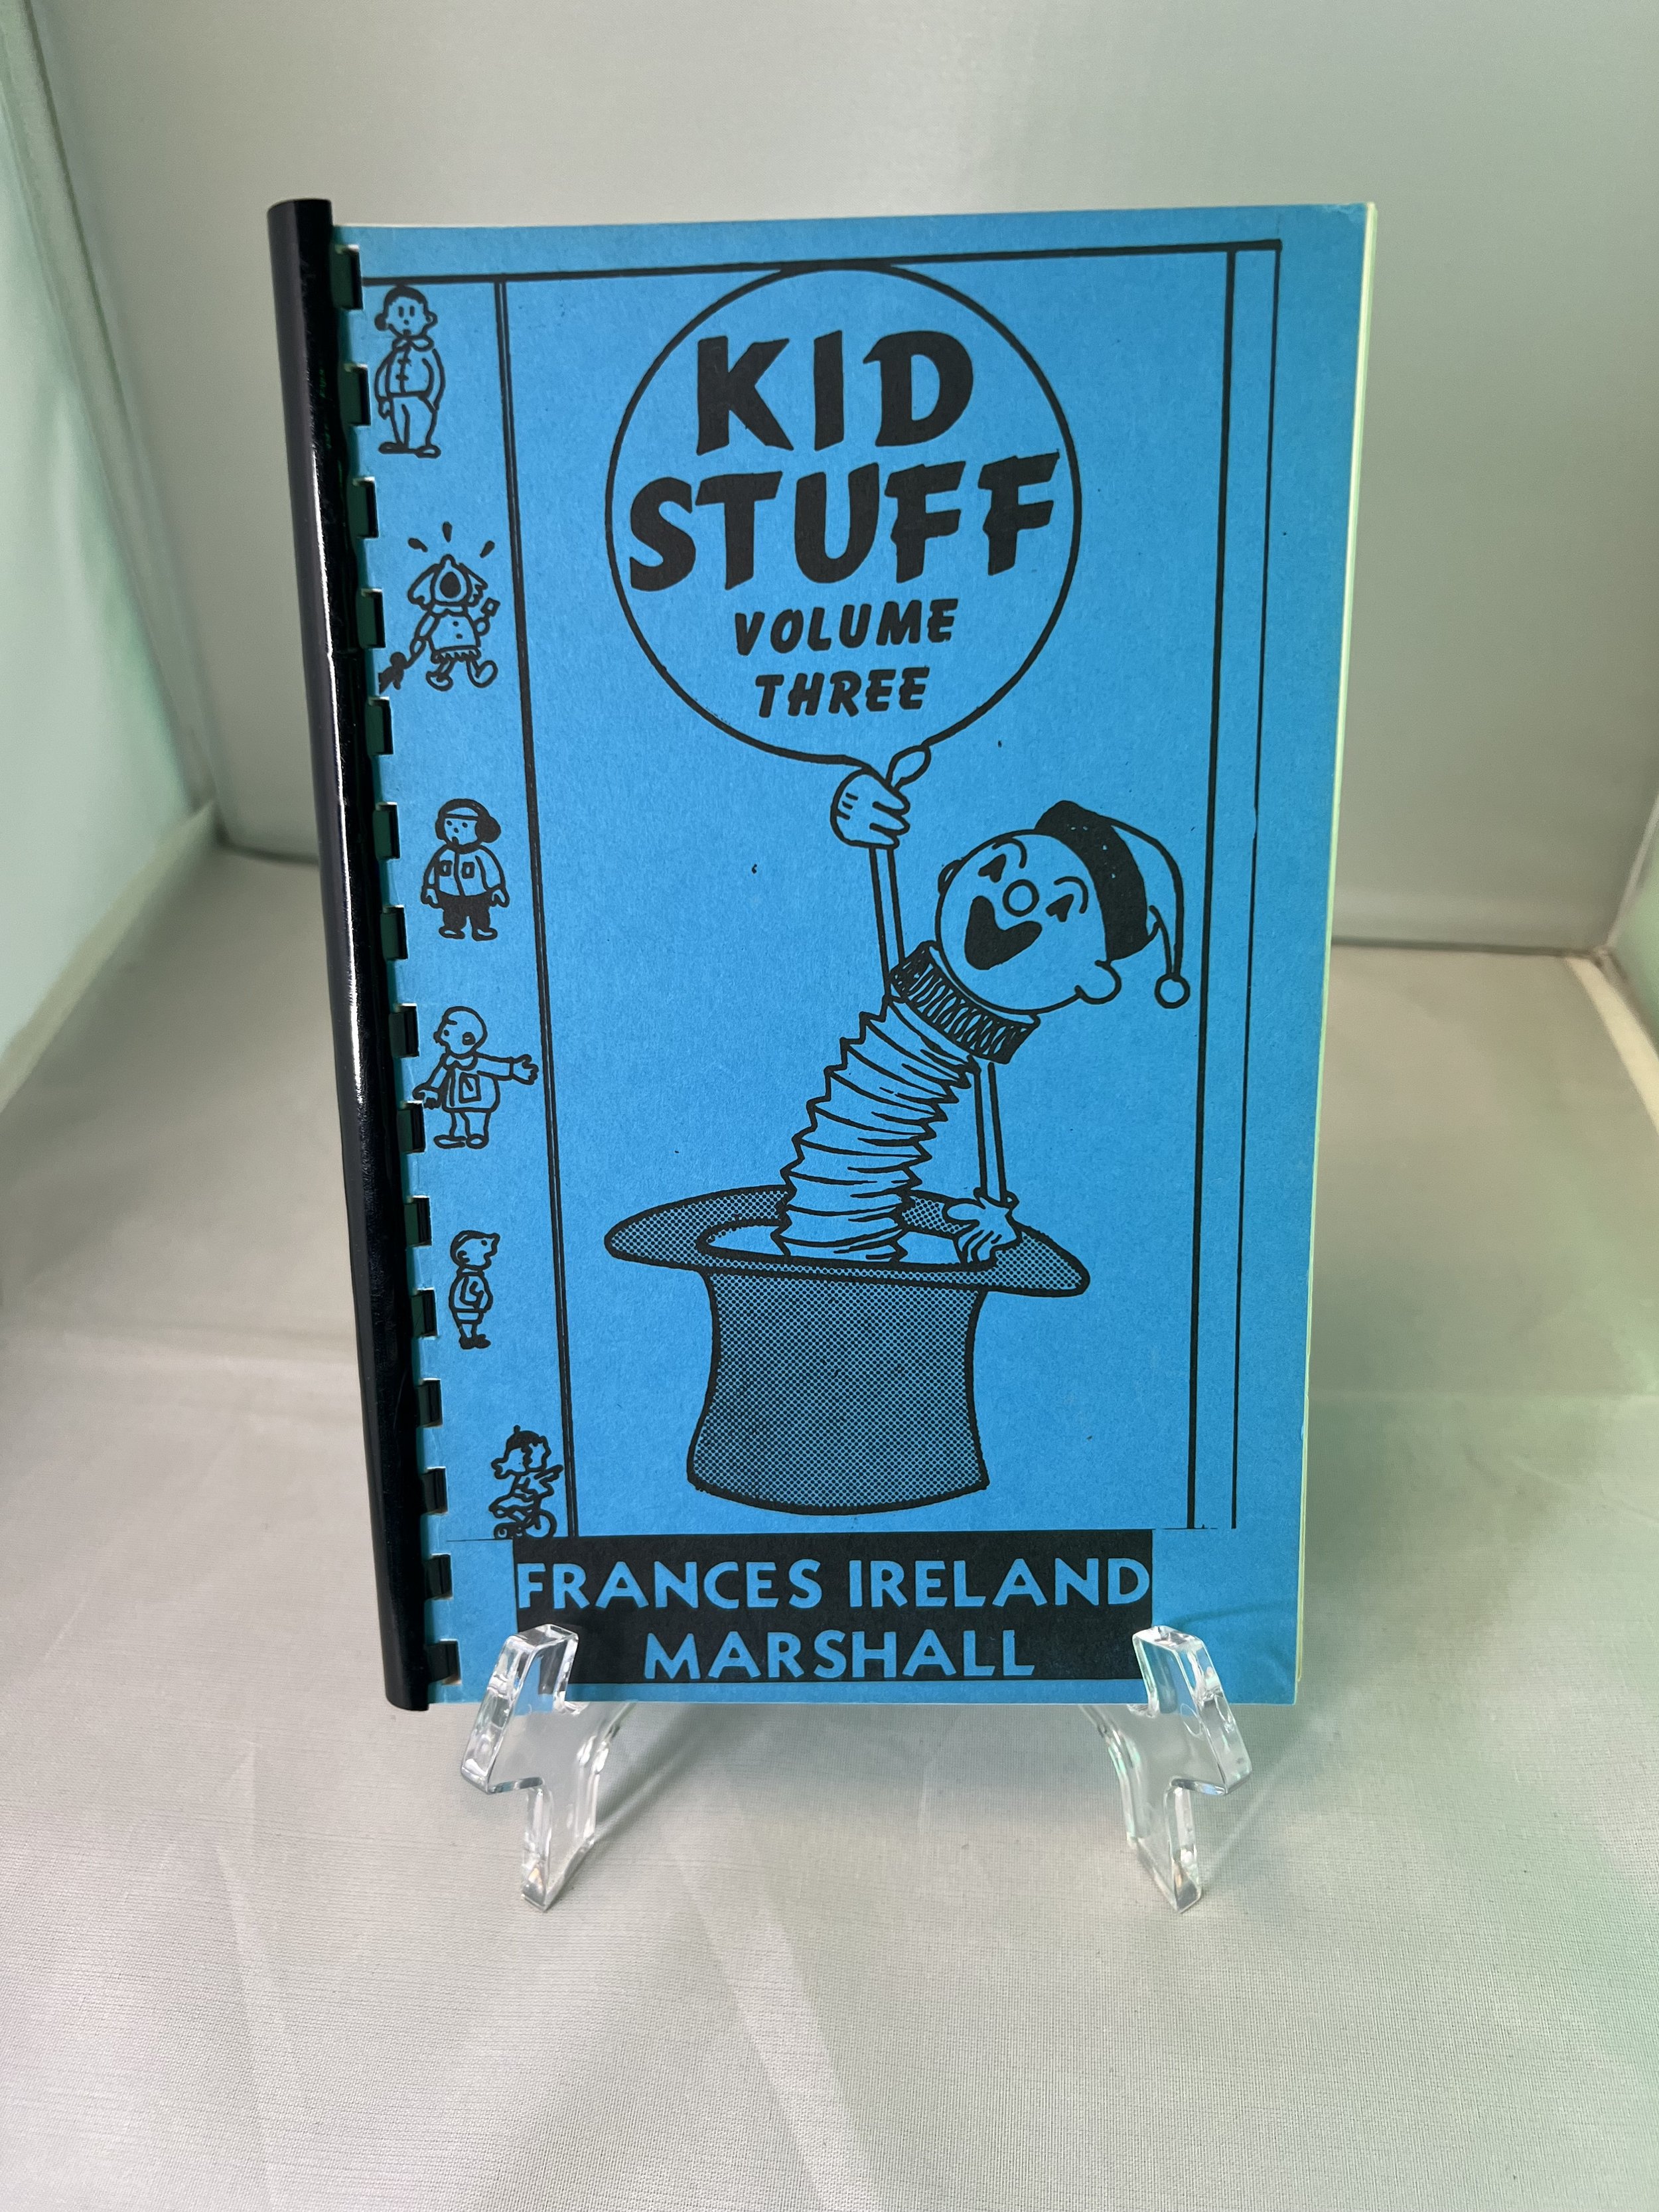 KID
STUFF
VOLUME
THREE
FRANCES IRELAND
MARSHALL